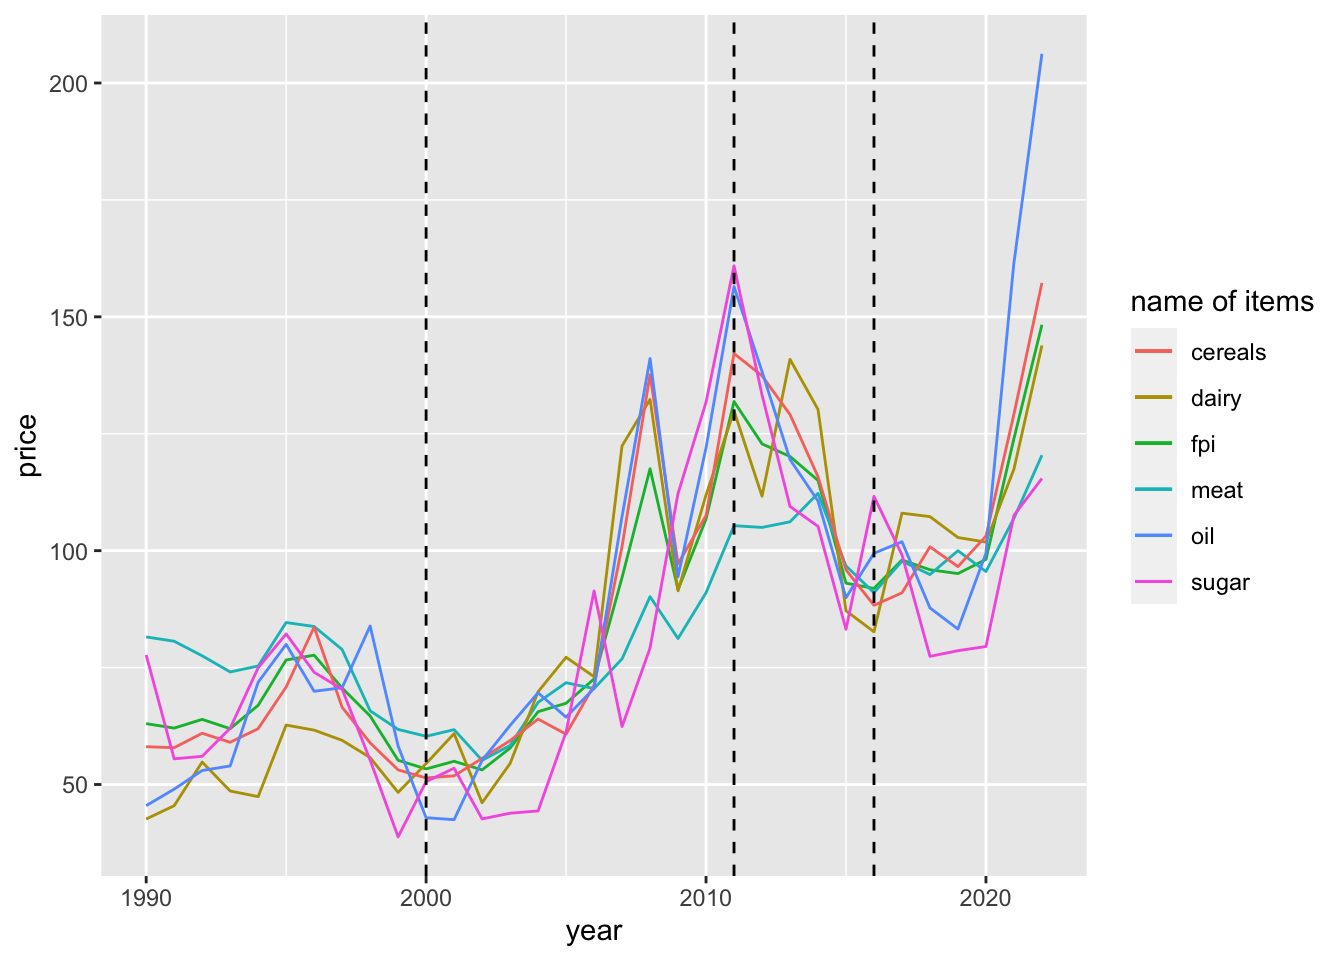 200
150
100
50
price
1990
2000
2010
2020
year
name of items
cereals
dairy
fpi
meat
oil
sugar